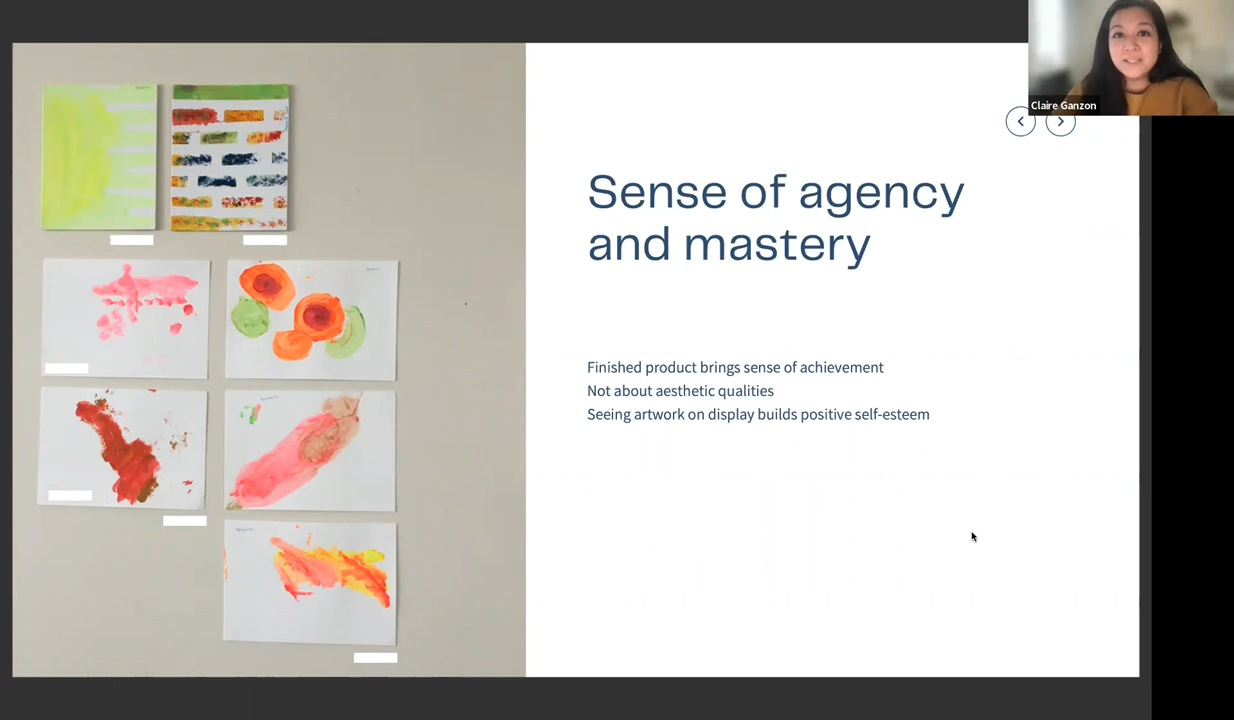 Claire Ganzon
Sense of agency
and mastery
Finished product brings sense of achievement
Not about aesthetic qualities
Seeing artwork on display builds positive self-esteem